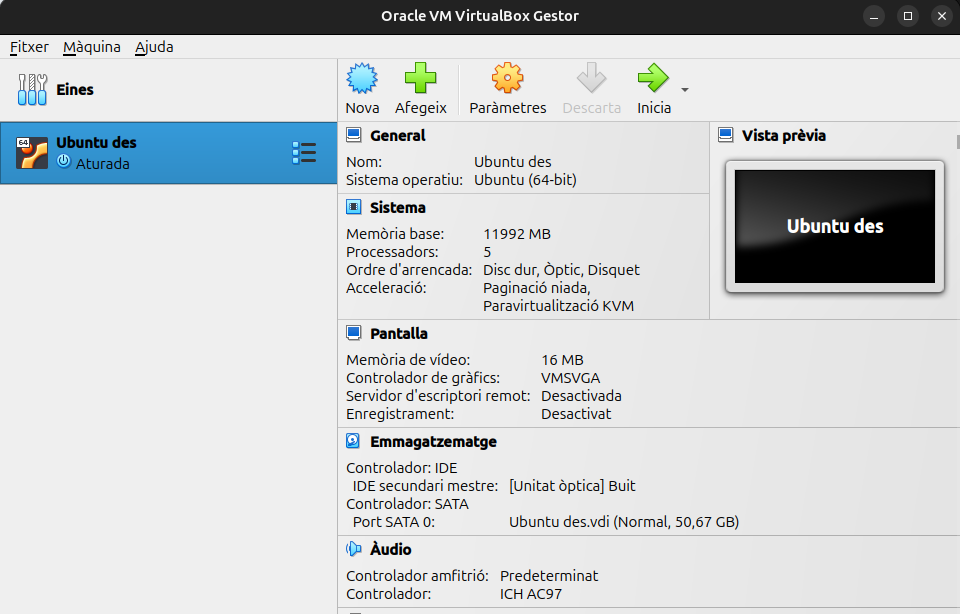 Oracle VM VirtualBox Gestor
Fitxer Màquina Ajuda
Eines
Nova Afegeix Paràmetres Descarta Inicia
64
Ubuntu des
Aturada
General
Nom: Ubuntu des
Sistema operatiu: Ubuntu (64-bit)
Vista prèvia
Ubuntu des
Sistema
Memòria base: 11992 MB
Processadors: 5
Ordre d'arrencada: Disc dur, Òptic, Disquet
Acceleració: Paginació niada,
Paravirtualització KVM
Pantalla
Memòria de vídeo: 16 MB
Controlador de gràfics: VMSVGA
Servidor d'escriptori remot: Desactivada
Enregistrament: Desactivat
Emmagatzematge
Controlador: IDE
IDE secundari mestre: [Unitat òptica] Buit
Controlador: SATA
Port SATA 0: Ubuntu des.vdi (Normal, 50,67 GB)
Àudio
Controlador amfitrió: Predeterminat
Controlador: ICH AC97